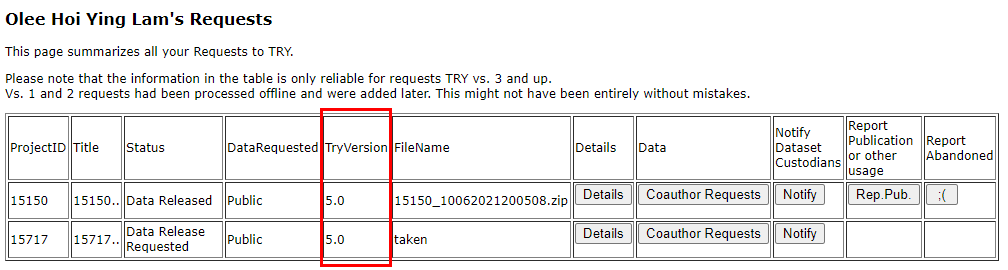 Olee Hoi Ying Lam's Requests
This page summarizes all your Requests to TRY.
Please note that the information in the table is only reliable for requests TRY vs. 3 and up.
Vs. 1 and 2 requests had been processed offline and were added later. This might not have been entirely without mistakes.
ProjectID Title Status DataRequested TryVersion FileName Details Data Notify Dataset Custodians Report Publication or other usage Report Abandoned
15150 15150.. Data Released Public 5.0 15150_10062021200508.zip Details Coauthor Requests Notify Rep.Pub. ;(
15717 15717.. Data Release Requested Public 5.0 taken Details Coauthor Requests Notify